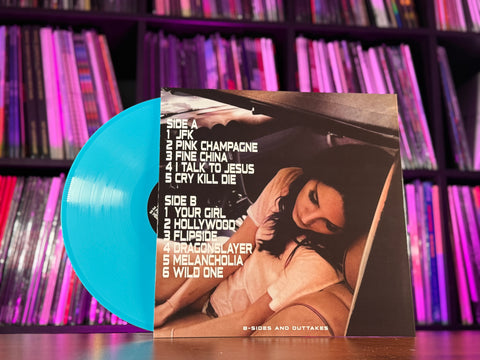 SIDE A
1 JFK
2 PINK CHAMPAGNE
3 FINE CHINA
4 I TALK TO JESUS
5 CRY KILL DIE
SIDE B
1 YOUR GIRL
2 HOLLYWOOD
3 FLIPSIDE
4 DRAGONSLAYER
5 MELANCHOLIA
6 WILD ONE
B-SIDES AND OUTTAKES